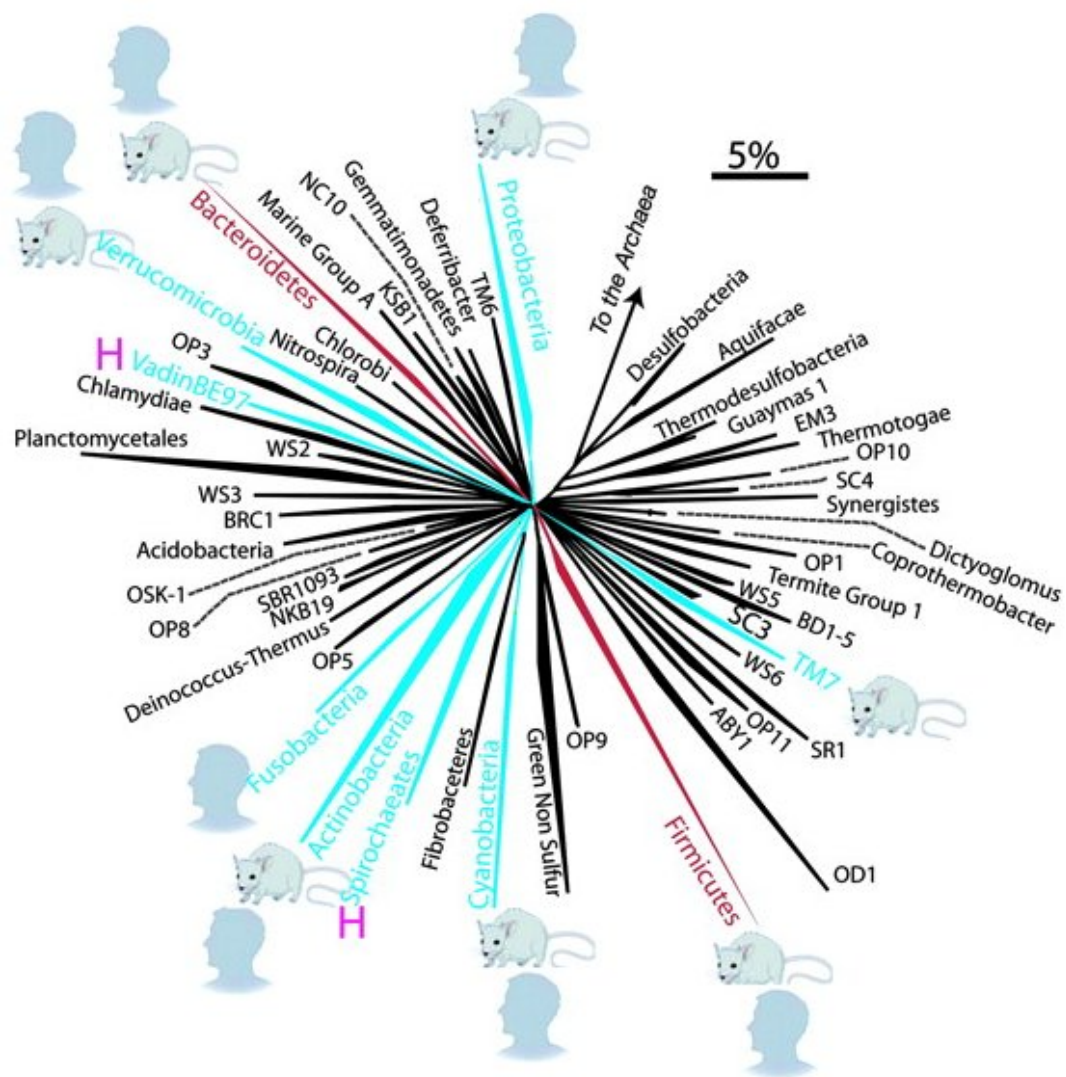 5%
Proteobacteria
To the Archaea
Gemmatimonadetes
NC10
Deferribacter
Marine Group A
TM6
KSB1
Bacteroidetes
Verrucomicrobia
Chlorobi
Nitrospira
OP3
H
VadinBE97
Chlamydiae
Planctomycetales
WS2
WS3
BRC1
Acidobacteria
OSK-1
OP8
SBR1093
NKB19
Deinococcus-Thermus
OP5
Fusobacteria
Actinobacteria
Spirochaeates
H
Fibrobaceteres
Cyanobacteria
Green Non Sulfur
OP9
Firmicutes
OD1
SR1
OP11
ABY1
WS6
TM7
SC3
BD1-5
WS5
Termite Group 1
OP1
Coprothermobacter
Dictyoglomus
Synergistes
SC4
OP10
Thermotogae
EM3
Guaymas 1
Thermodesulfobacteria
Aquifacae
Desulfobacteria